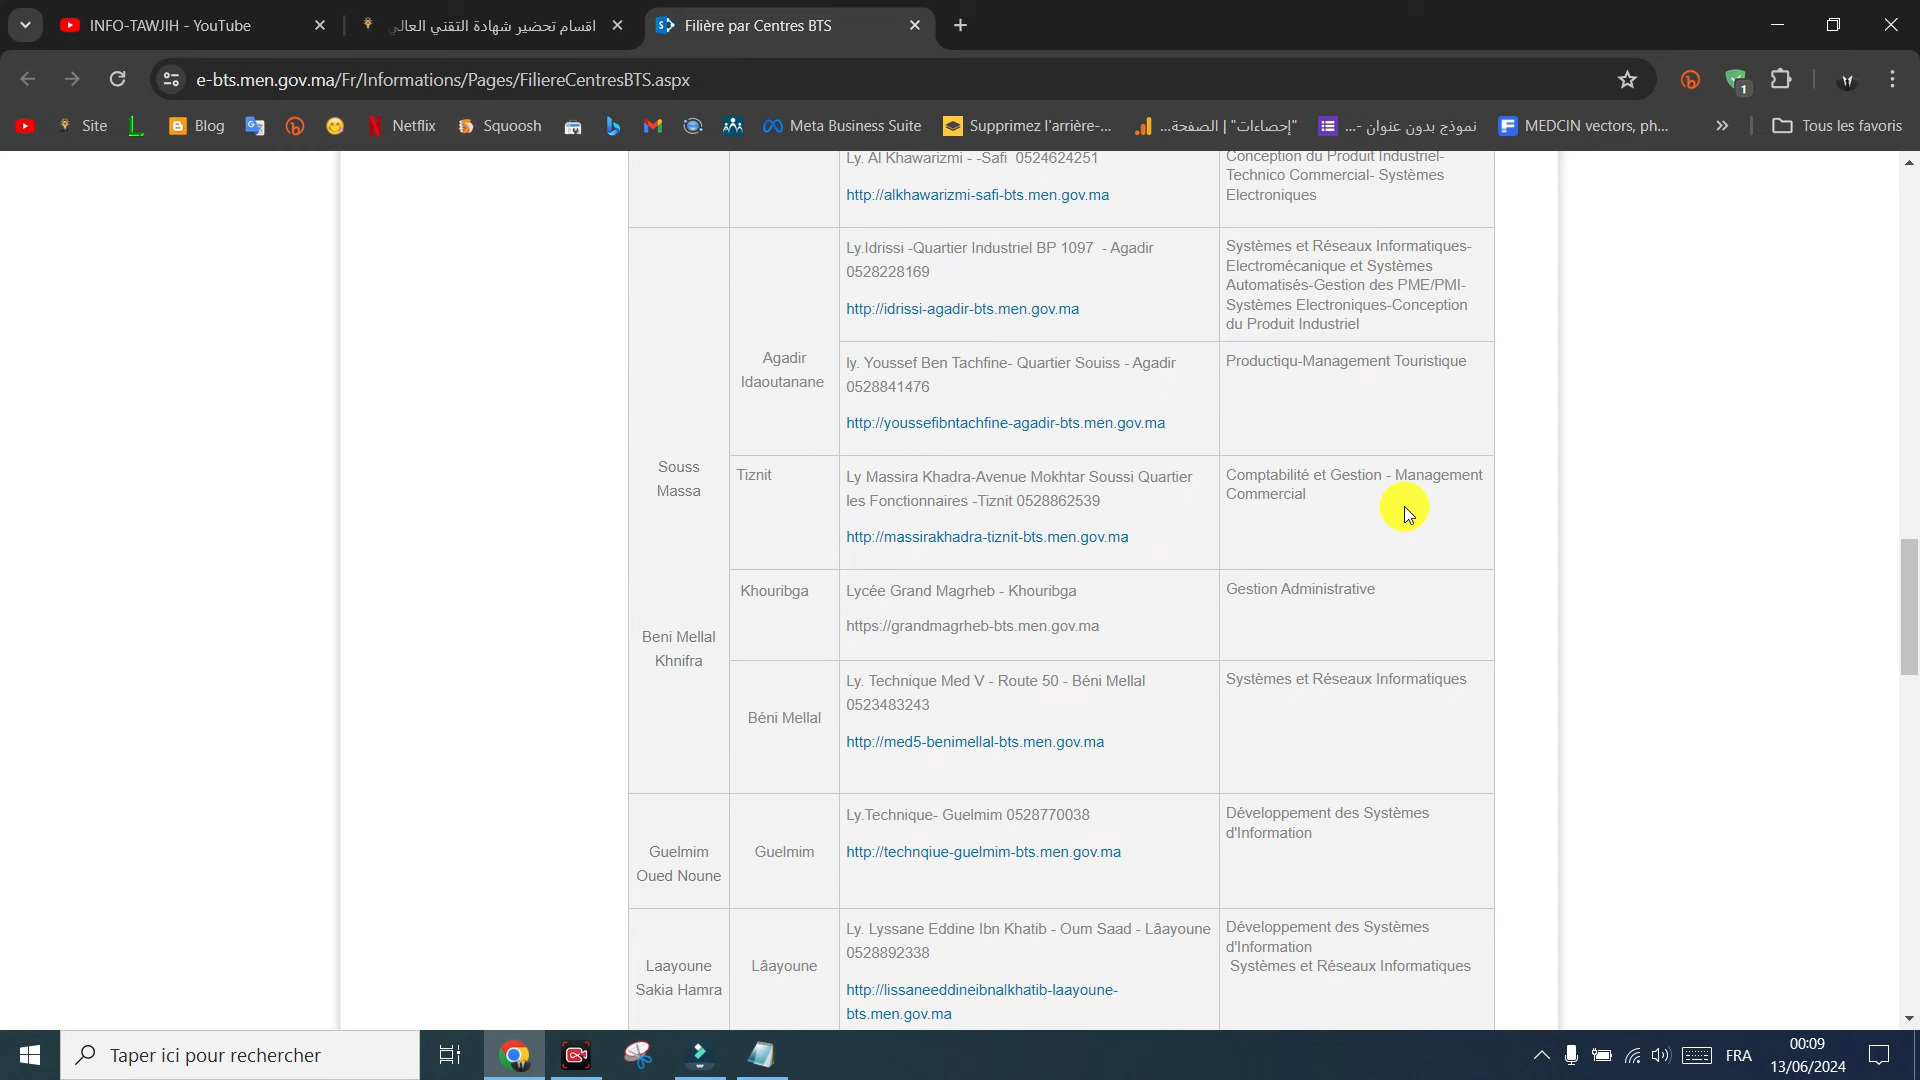 INFO-TAWJIH - YouTube
اقسام تحضير شهادة التقني العالي
Filière par Centres BTS
e-bts.men.gov.ma/Fr/Informations/Pages/FiliereCentresBTS.aspx
1
Site
Blog
Netflix
Squoosh
Meta Business Suite
Supprimez l'arrière-...
"إحصاءات" | الصفحة...
نموذج بدون عنوان -...
MEDCIN vectors, ph...
Tous les favoris
Ly. Al Khawarizmi - -Safi 0524624251
http://alkhawarizmi-safi-bts.men.gov.ma
Conception du Produit Industriel-
Technico Commercial- Systèmes
Electroniques
Souss
Massa
Agadir
Idaoutanane
Ly.Idrissi -Quartier Industriel BP 1097 - Agadir
0528228169
http://idrissi-agadir-bts.men.gov.ma
Systèmes et Réseaux Informatiques-
Electromécanique et Systèmes
Automatisés-Gestion des PME/PMI-
Systèmes Electroniques-Conception
du Produit Industriel
ly. Youssef Ben Tachfine- Quartier Souiss - Agadir
0528841476
http://youssefibntachfine-agadir-bts.men.gov.ma
Productiqu-Management Touristique
Tiznit
Ly Massira Khadra-Avenue Mokhtar Soussi Quartier
les Fonctionnaires -Tiznit 0528862539
http://massirakhadra-tiznit-bts.men.gov.ma
Comptabilité et Gestion - Management
Commercial
Beni Mellal
Khnifra
Khouribga
Lycée Grand Magrheb - Khouribga
https://grandmagrheb-bts.men.gov.ma
Gestion Administrative
Béni Mellal
Ly. Technique Med V - Route 50 - Béni Mellal
0523483243
http://med5-benimellal-bts.men.gov.ma
Systèmes et Réseaux Informatiques
Guelmim
Oued Noune
Guelmim
Ly.Technique- Guelmim 0528770038
http://technqiue-guelmim-bts.men.gov.ma
Développement des Systèmes
d'Information
Laayoune
Sakia Hamra
Lâayoune
Ly. Lyssane Eddine Ibn Khatib - Oum Saad - Lâayoune
0528892338
http://lissaneeddineibnalkhatib-laayoune-
bts.men.gov.ma
Développement des Systèmes
d'Information
Systèmes et Réseaux Informatiques
Taper ici pour rechercher
FRA
00:09
13/06/2024